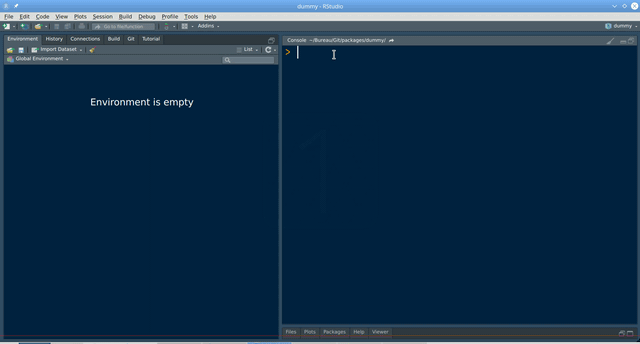 dummy - RStudio
File Edit Code View Plots Session Build Debug Profile Tools Help
Go to file/function Addins dummy
Environment History Connections Build Git Tutorial
Import Dataset List
Global Environment
Environment is empty
Console ~/Bureau/Git/packages/dummy/
>
Files Plots Packages Help Viewer